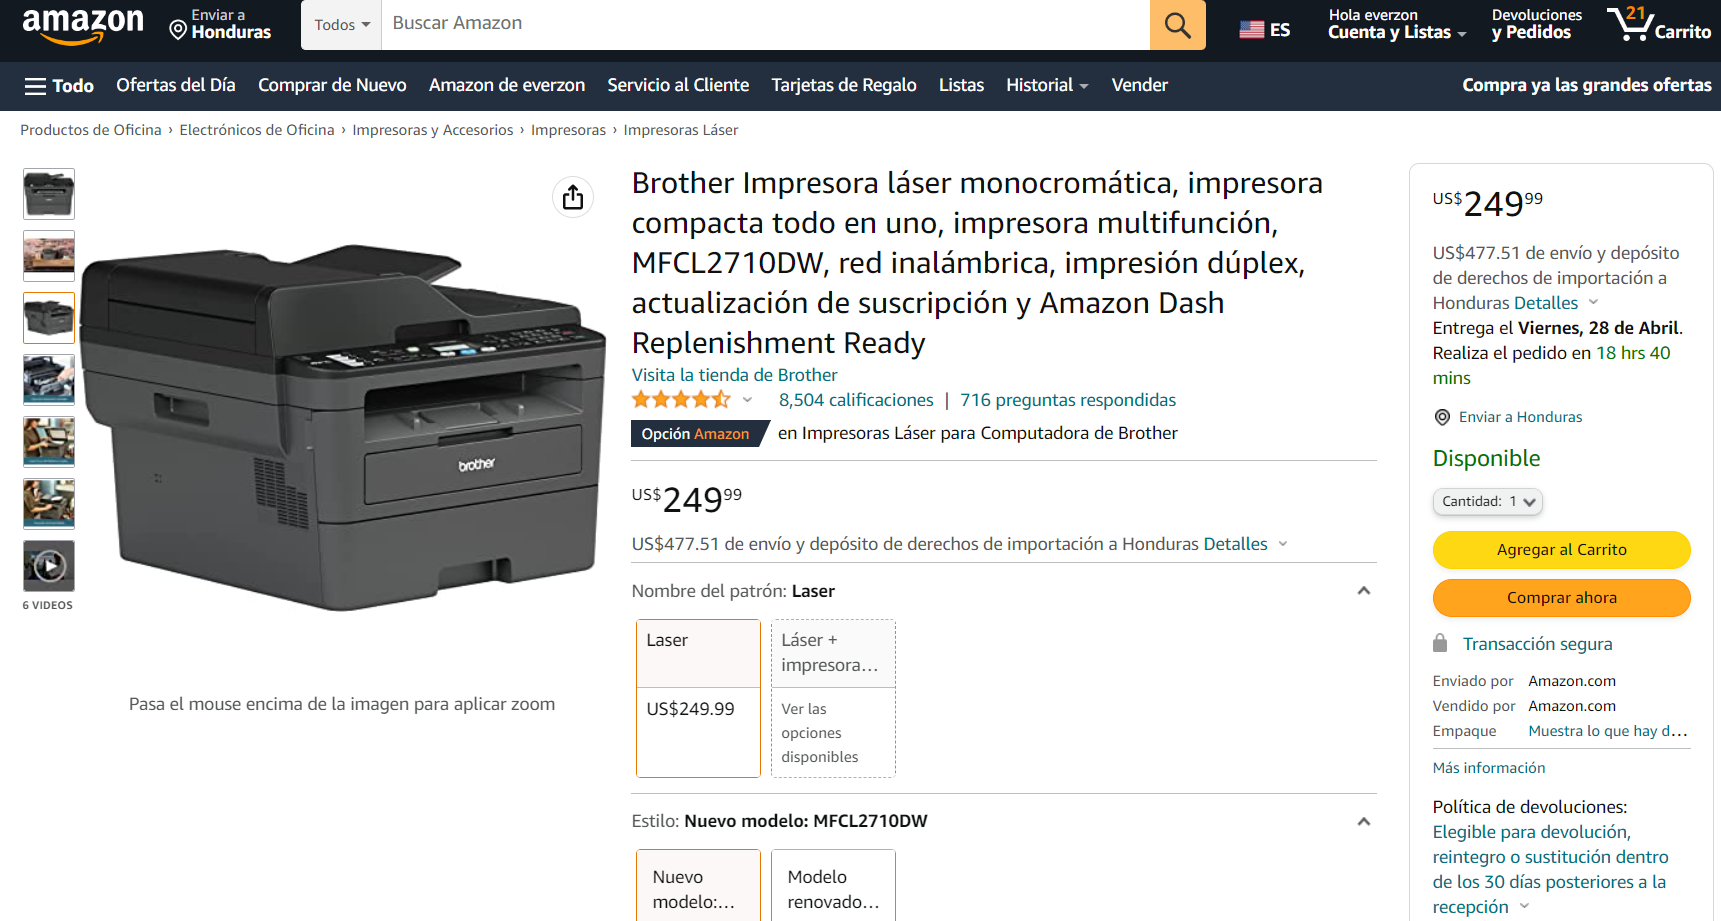 amazon
Enviar a
Honduras
Todos
Buscar Amazon
ES
Hola everzon
Cuenta y Listas
Devoluciones
y Pedidos
21
Carrito
Todo
Ofertas del Día
Comprar de Nuevo
Amazon de everzon
Servicio al Cliente
Tarjetas de Regalo
Listas
Historial
Vender
Compra ya las grandes ofertas
Productos de Oficina › Electrónicos de Oficina › Impresoras y Accesorios › Impresoras › Impresoras Láser
6 VIDEOS
brother
Pasa el mouse encima de la imagen para aplicar zoom
Brother Impresora láser monocromática, impresora
compacta todo en uno, impresora multifunción,
MFCL2710DW, red inalámbrica, impresión dúplex,
actualización de suscripción y Amazon Dash
Replenishment Ready
Visita la tienda de Brother
8,504 calificaciones | 716 preguntas respondidas
Opción Amazon en Impresoras Láser para Computadora de Brother
US$249 99
US$477.51 de envío y depósito de derechos de importación a Honduras Detalles
Nombre del patrón: Laser
Laser
US$249.99
Láser +
impresora...
Ver las
opciones
disponibles
Estilo: Nuevo modelo: MFCL2710DW
Nuevo
modelo:...
Modelo
renovado...
US$249 99
US$477.51 de envío y depósito
de derechos de importación a
Honduras Detalles
Entrega el Viernes, 28 de Abril.
Realiza el pedido en 18 hrs 40
mins
Enviar a Honduras
Disponible
Cantidad: 1
Agregar al Carrito
Comprar ahora
Transacción segura
Enviado por Amazon.com
Vendido por Amazon.com
Empaque Muestra lo que hay d...
Más información
Política de devoluciones:
Elegible para devolución,
reintegro o sustitución dentro
de los 30 días posteriores a la
recepción